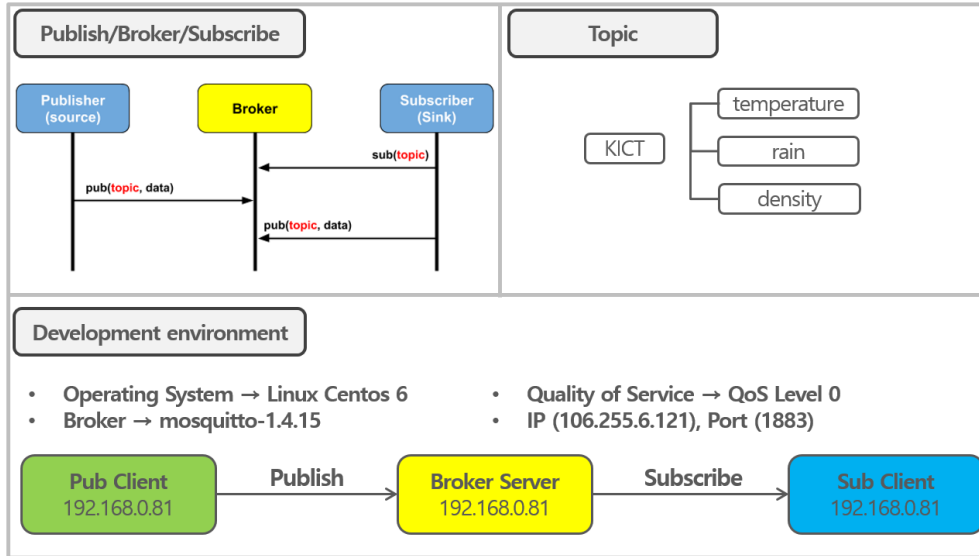 Publish/Broker/Subscribe
Publisher
(source)
Broker
Subscriber
(Sink)
sub(topic)
pub(topic, data)
pub(topic, data)
Topic
KICT
temperature
rain
density
Development environment
• Operating System → Linux Centos 6
• Broker → mosquitto-1.4.15
• Quality of Service → QoS Level 0
• IP (106.255.6.121), Port (1883)
Pub Client
192.168.0.81
Publish
Broker Server
192.168.0.81
Subscribe
Sub Client
192.168.0.81